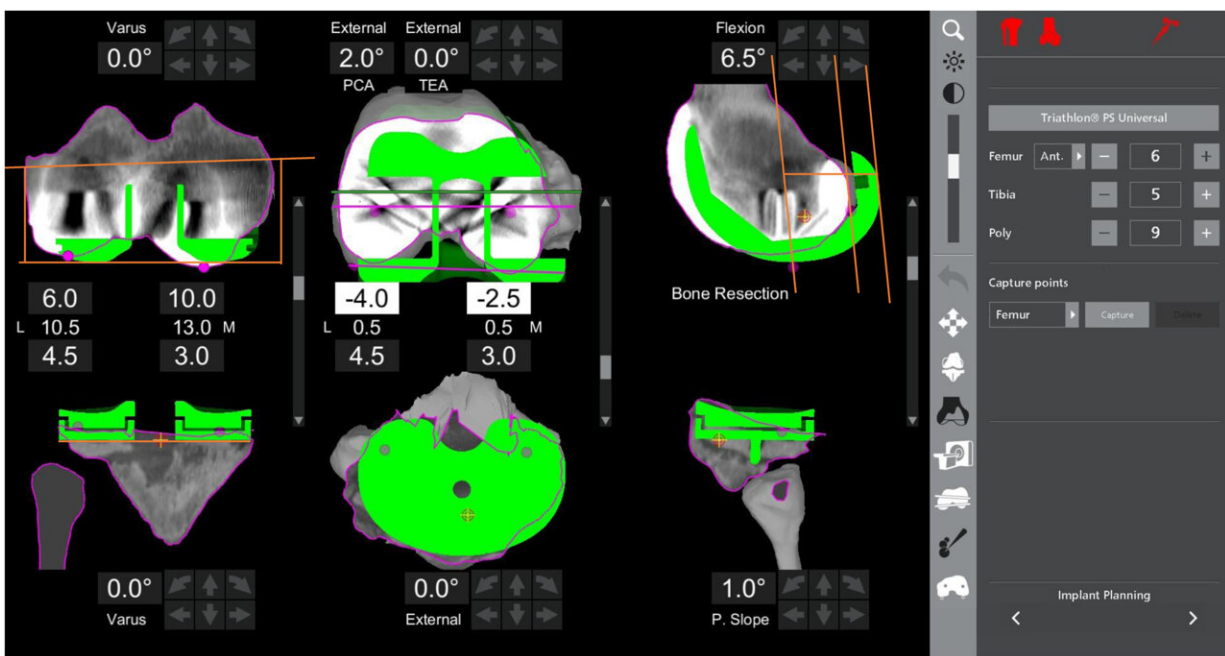 Varus
0.0°
External External
2.0° 0.0°
PCA TEA
Flexion
6.5°
Bone Resection
6.0 10.0
L 10.5 13.0 M
4.5 3.0
-4.0 -2.5
L 0.5 0.5 M
4.5 3.0
0.0°
Varus
0.0°
External
1.0°
P. Slope
Triathlon® PS Universal
Femur Ant. − 6 +
Tibia − 5 +
Poly − 9 +
Capture points
Femur Capture Delete
Implant Planning